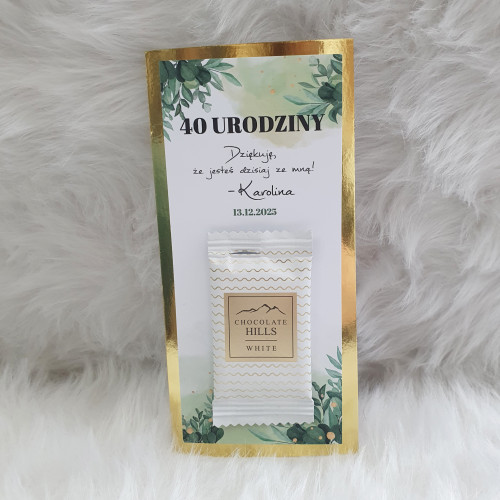 40 URODZINY
Dziękuję,
że jesteś dzisiaj ze mną!
- Karolina
13.12.2025
CHOCOLATE
HILLS
WHITE